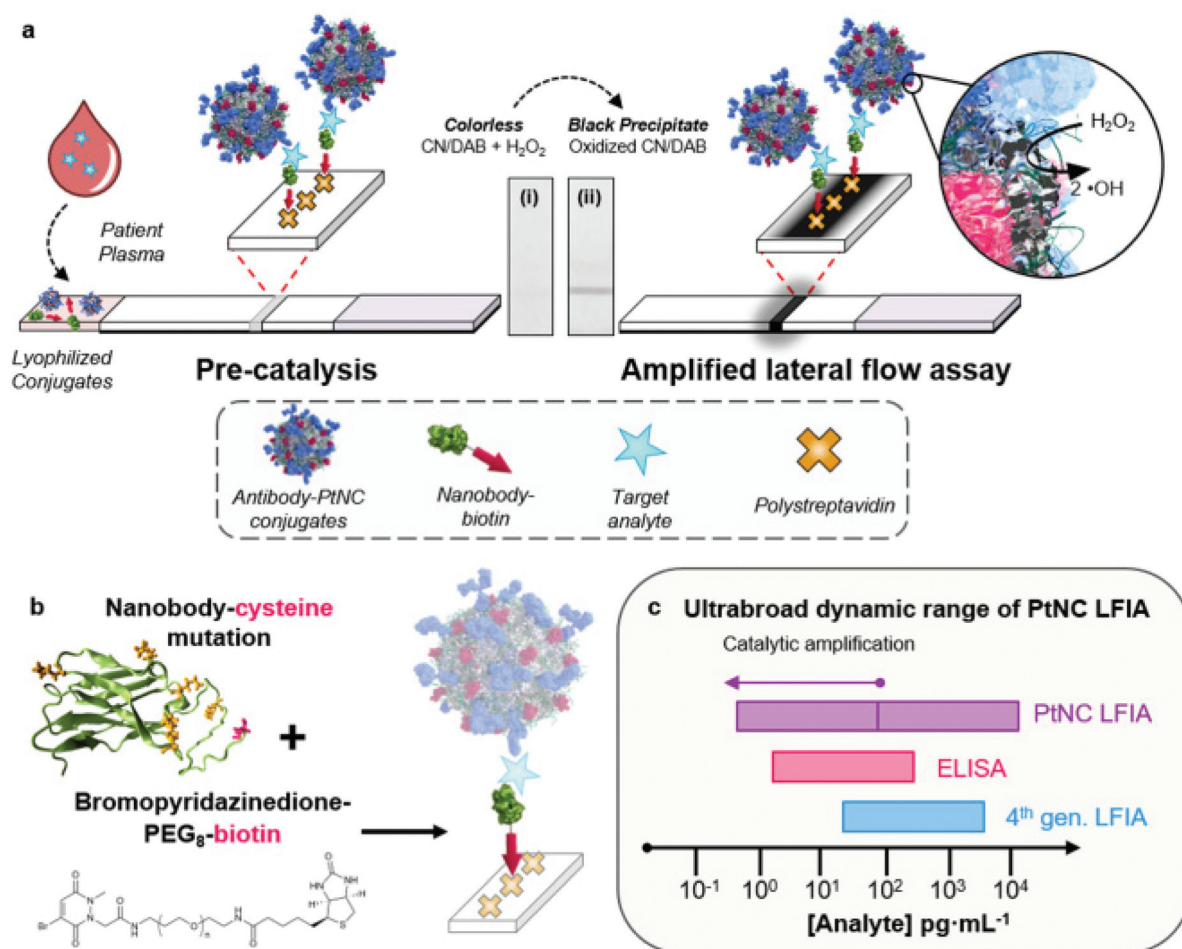 a
Patient
Plasma
Lyophilized
Conjugates
Colorless
CN/DAB + H₂O₂
Black Precipitate
Oxidized CN/DAB
(i)
(ii)
H₂O₂
2 •OH
Pre-catalysis
Amplified lateral flow assay
Antibody-PtNC
conjugates
Nanobody-
biotin
Target
analyte
Polystreptavidin
b
Nanobody-cysteine
mutation
+
Bromopyridazinedione-
PEG₈-biotin
O
N
N
Br
O
O
N
H
O
n
H
N
O
O
HN
NH
H
H
S
c
Ultrabroad dynamic range of PtNC LFIA
Catalytic amplification
PtNC LFIA
ELISA
4th gen. LFIA
10⁻¹ 10⁰ 10¹ 10² 10³ 10⁴
[Analyte] pg·mL⁻¹